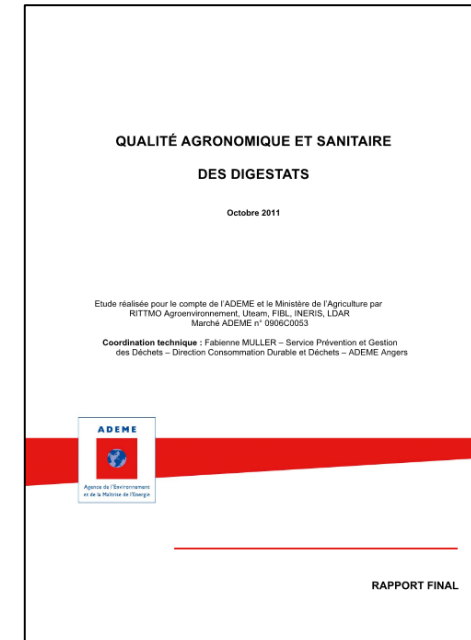 QUALITÉ AGRONOMIQUE ET SANITAIRE
DES DIGESTATS
Octobre 2011
Etude réalisée pour le compte de l'ADEME et le Ministère de l'Agriculture par
RITTMO Agroenvironnement, Uteam, FIBL, INERIS, LDAR
Marché ADEME n° 0906C0053
Coordination technique : Fabienne MULLER – Service Prévention et Gestion
des Déchets – Direction Consommation Durable et Déchets – ADEME Angers
ADEME
Agence de l'Environnement
et de la Maîtrise de l'Energie
RAPPORT FINAL